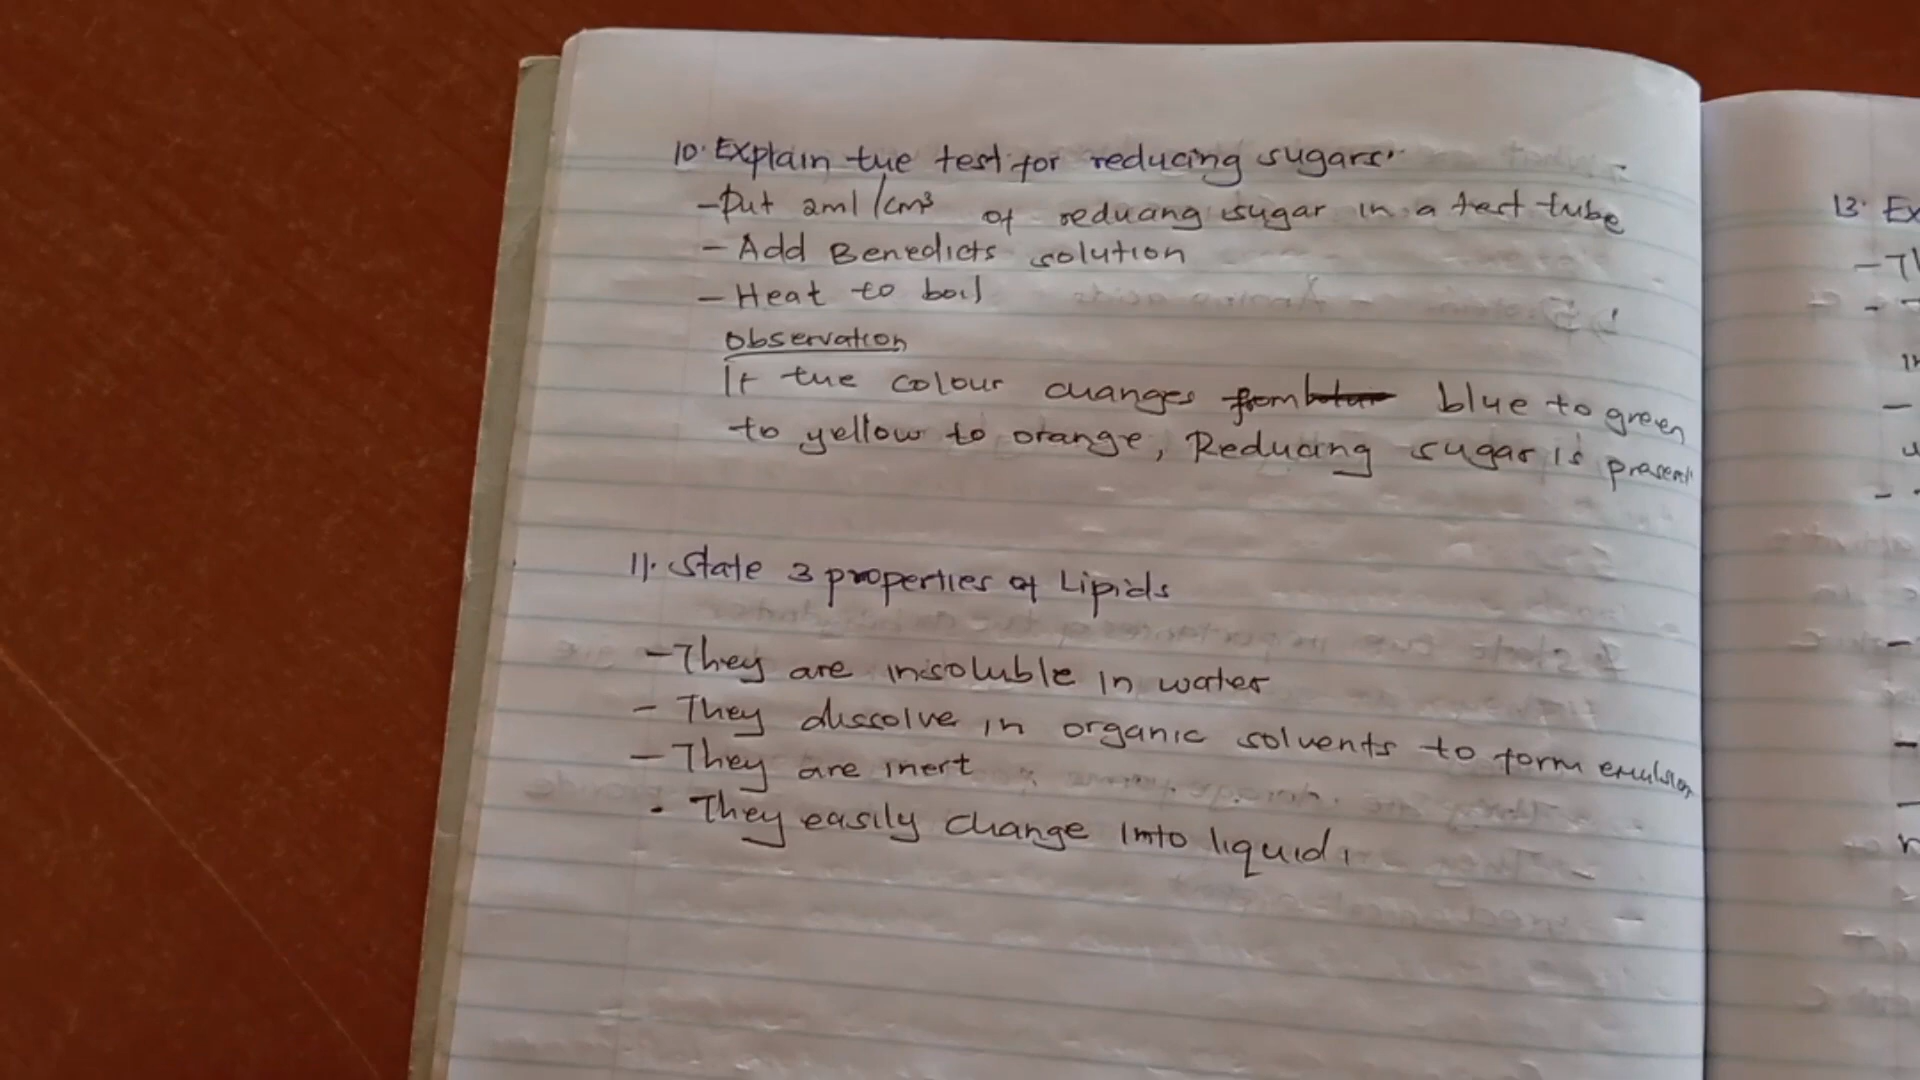 10. Explain the test for reducing sugars.
- Put 2ml/cm³ of reducing sugar in a test tube
- Add Benedicts solution
- Heat to boil
Observation
If the colour changes from blue to green
to yellow to orange, Reducing sugar is present.
11. State 3 properties of Lipids
- They are insoluble in water
- They dissolve in organic solvents to form emulsion
- They are inert
- They easily change into liquid.
13. Ex